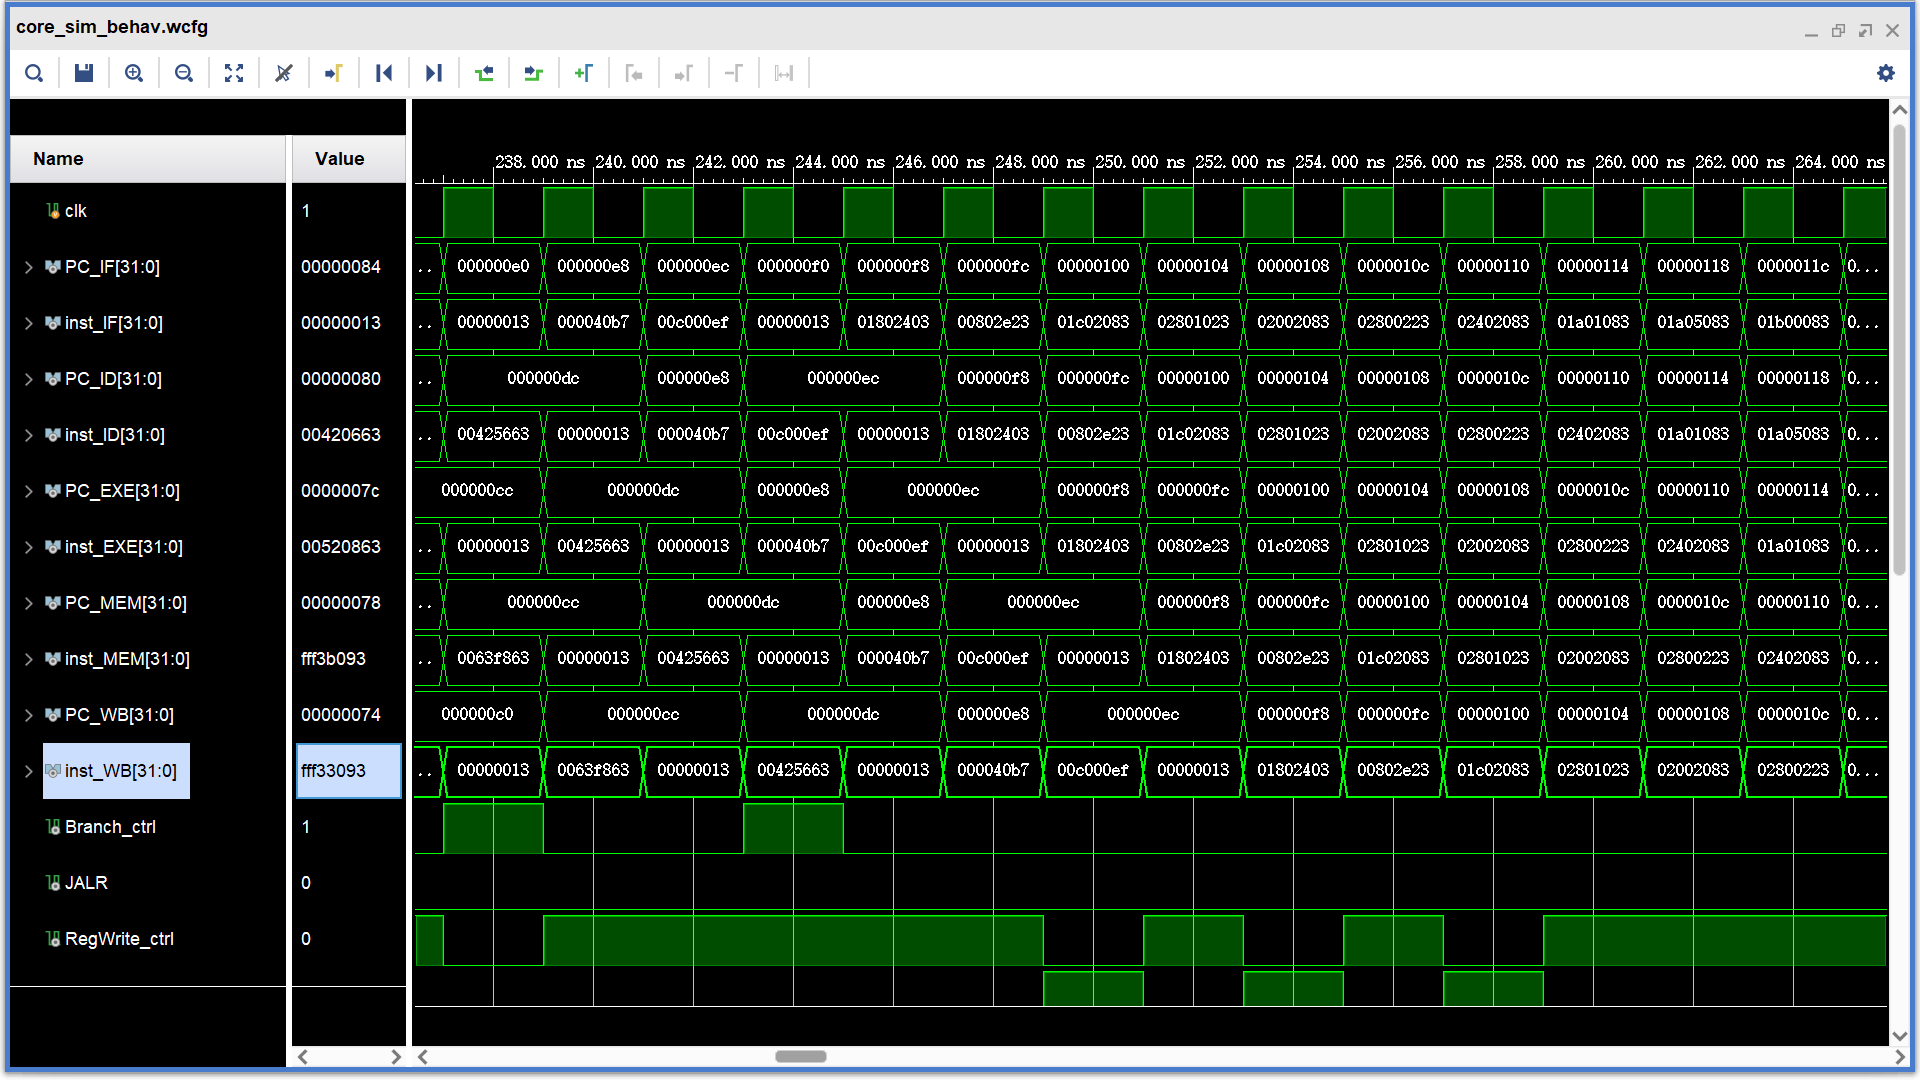 core_sim_behav.wcfg
Name Value 238.000 ns 240.000 ns 242.000 ns 244.000 ns 246.000 ns 248.000 ns 250.000 ns 252.000 ns 254.000 ns 256.000 ns 258.000 ns 260.000 ns 262.000 ns 264.000 ns
clk 1
PC_IF[31:0] 00000084 .. 000000e0 000000e8 000000ec 000000f0 000000f8 000000fc 00000100 00000104 00000108 0000010c 00000110 00000114 00000118 0000011c 0...
inst_IF[31:0] 00000013 .. 00000013 000040b7 00c000ef 00000013 01802403 00802e23 01c02083 02801023 02002083 02800223 02402083 01a01083 01a05083 01b00083 0...
PC_ID[31:0] 00000080 .. 000000dc 000000e8 000000ec 000000f8 000000fc 00000100 00000104 00000108 0000010c 00000110 00000114 00000118 0...
inst_ID[31:0] 00420663 .. 00425663 00000013 000040b7 00c000ef 00000013 01802403 00802e23 01c02083 02801023 02002083 02800223 02402083 01a01083 01a05083 0...
PC_EXE[31:0] 0000007c 000000cc 000000dc 000000e8 000000ec 000000f8 000000fc 00000100 00000104 00000108 0000010c 00000110 00000114 0...
inst_EXE[31:0] 00520863 .. 00000013 00425663 00000013 000040b7 00c000ef 00000013 01802403 00802e23 01c02083 02801023 02002083 02800223 02402083 01a01083 0...
PC_MEM[31:0] 00000078 .. 000000cc 000000dc 000000e8 000000ec 000000f8 000000fc 00000100 00000104 00000108 0000010c 00000110 0...
inst_MEM[31:0] fff3b093 .. 0063f863 00000013 00425663 00000013 000040b7 00c000ef 00000013 01802403 00802e23 01c02083 02801023 02002083 02800223 02402083 0...
PC_WB[31:0] 00000074 000000c0 000000cc 000000dc 000000e8 000000ec 000000f8 000000fc 00000100 00000104 00000108 0000010c 0...
inst_WB[31:0] fff33093 .. 00000013 0063f863 00000013 00425663 00000013 000040b7 00c000ef 00000013 01802403 00802e23 01c02083 02801023 02002083 02800223 0...
Branch_ctrl 1
JALR 0
RegWrite_ctrl 0